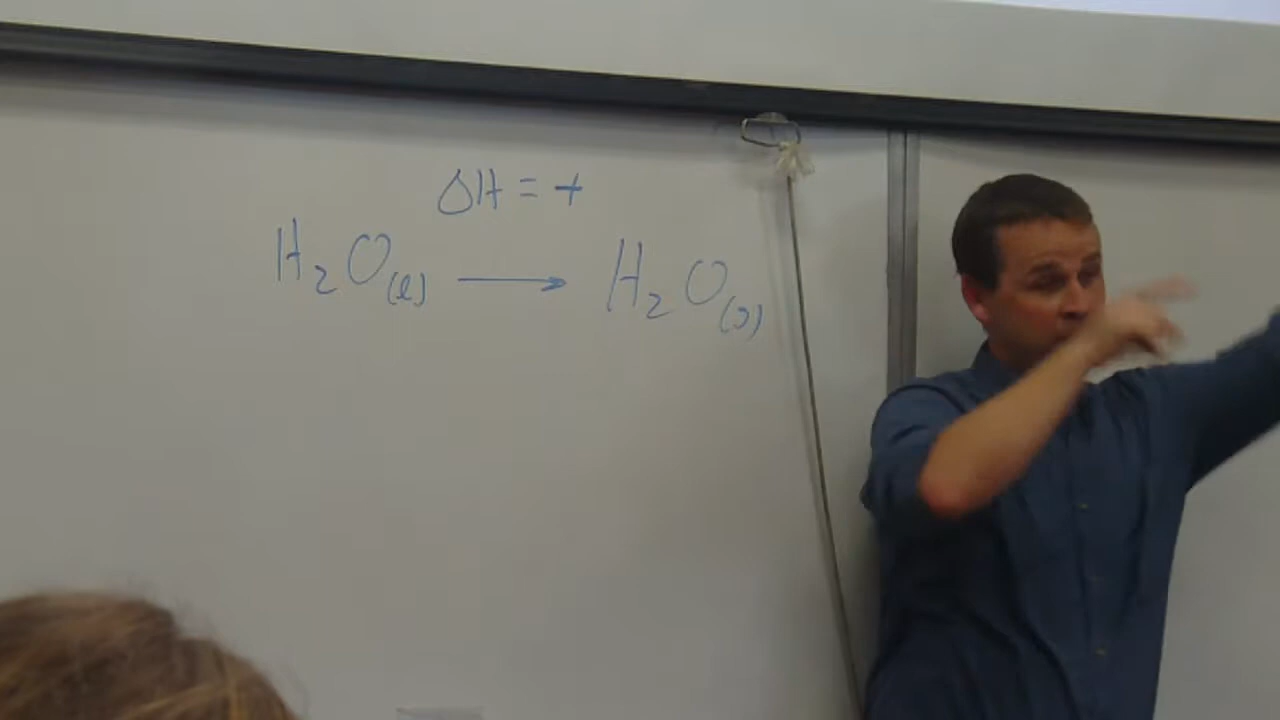 ΔH = +
H₂O(l) → H₂O(g)